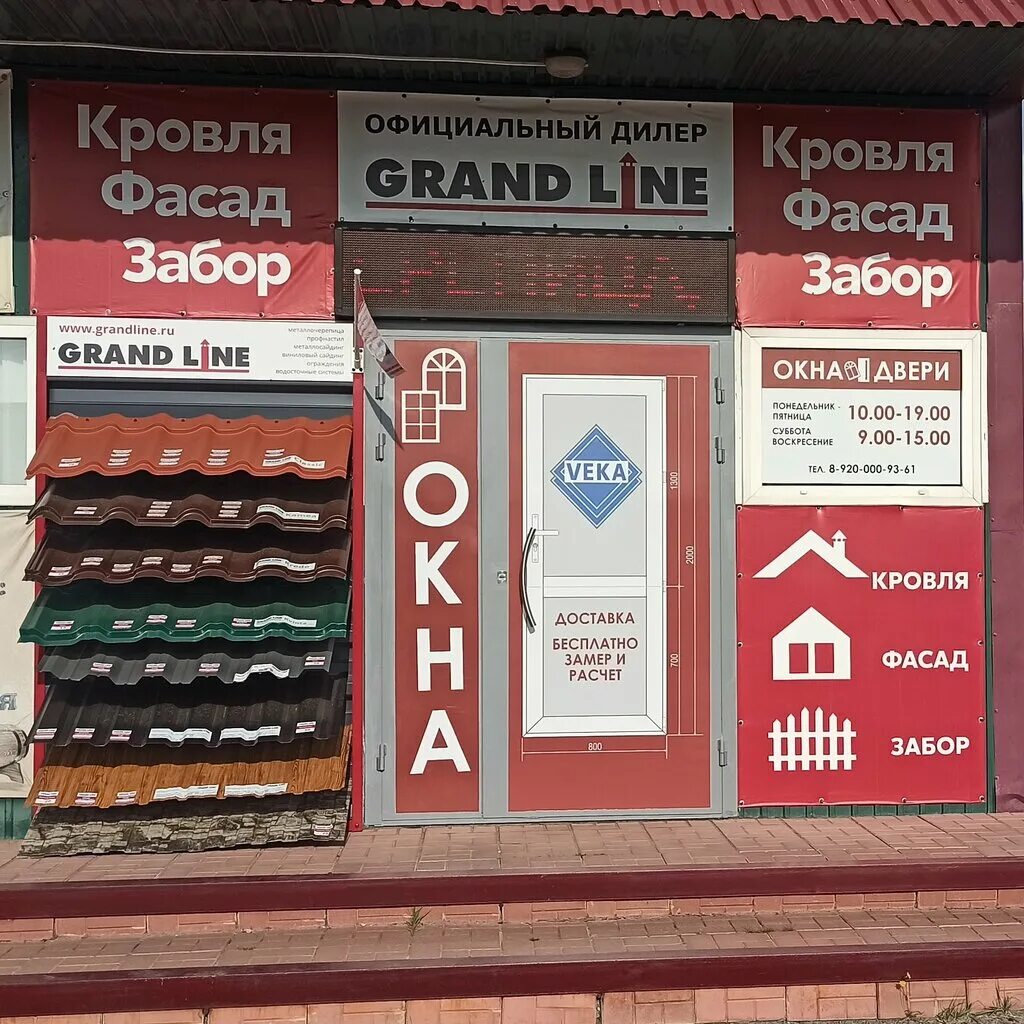 Кровля
Фасад
Забор
ОФИЦИАЛЬНЫЙ ДИЛЕР
GRAND LINE
Кровля
Фасад
Забор
www.grandline.ru
GRAND LINE
металлочерепица
профнастил
металлосайдинг
виниловый сайдинг
ограждения
водосточные системы
ОКНА
VEKA
ДОСТАВКА
БЕСПЛАТНО
ЗАМЕР И
РАСЧЕТ
1300
2000
700
800
ОКНА ДВЕРИ
ПОНЕДЕЛЬНИК - ПЯТНИЦА 10.00-19.00
СУББОТА ВОСКРЕСЕНИЕ 9.00-15.00
ТЕЛ. 8-920-000-93-61
КРОВЛЯ
ФАСАД
ЗАБОР